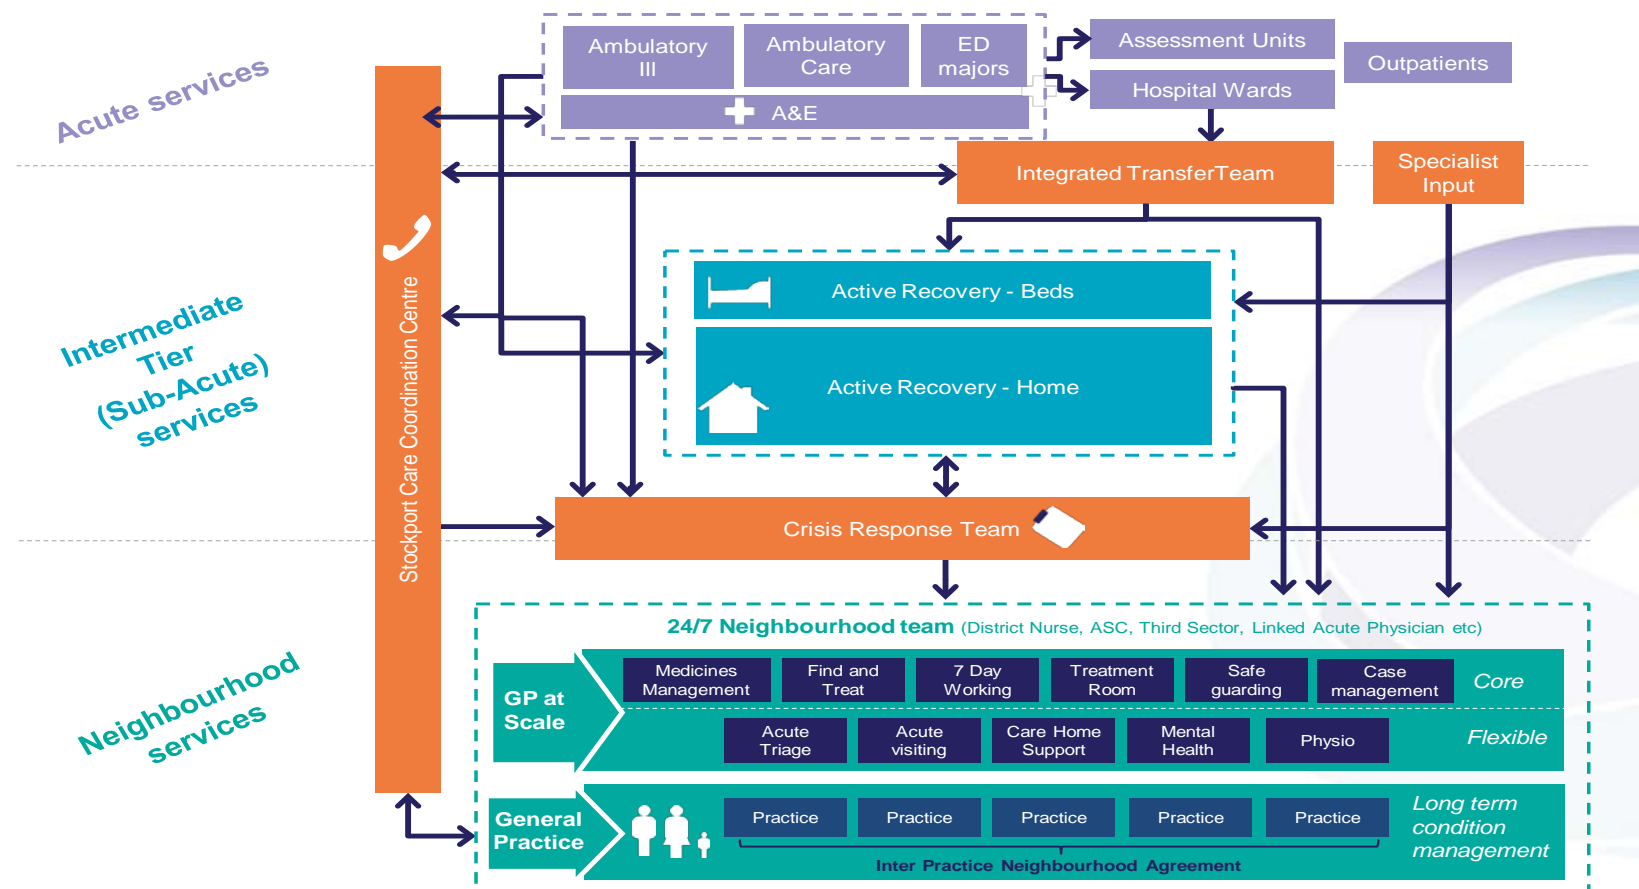 Acute services
Ambulatory
III
Ambulatory
Care
ED
majors
A&E
Assessment Units
Hospital Wards
Outpatients
Integrated TransferTeam
Specialist
Input
Intermediate
Tier
(Sub-Acute)
services
Stockport Care Coordination Centre
Active Recovery - Beds
Active Recovery - Home
Crisis Response Team
Neighbourhood
services
24/7 Neighbourhood team (District Nurse, ASC, Third Sector, Linked Acute Physician etc)
GP at
Scale
Medicines
Management
Find and
Treat
7 Day
Working
Treatment
Room
Safe
guarding
Case
management
Core
Acute
Triage
Acute
visiting
Care Home
Support
Mental
Health
Physio
Flexible
General
Practice
Practice
Practice
Practice
Practice
Practice
Long term
condition
management
Inter Practice Neighbourhood Agreement